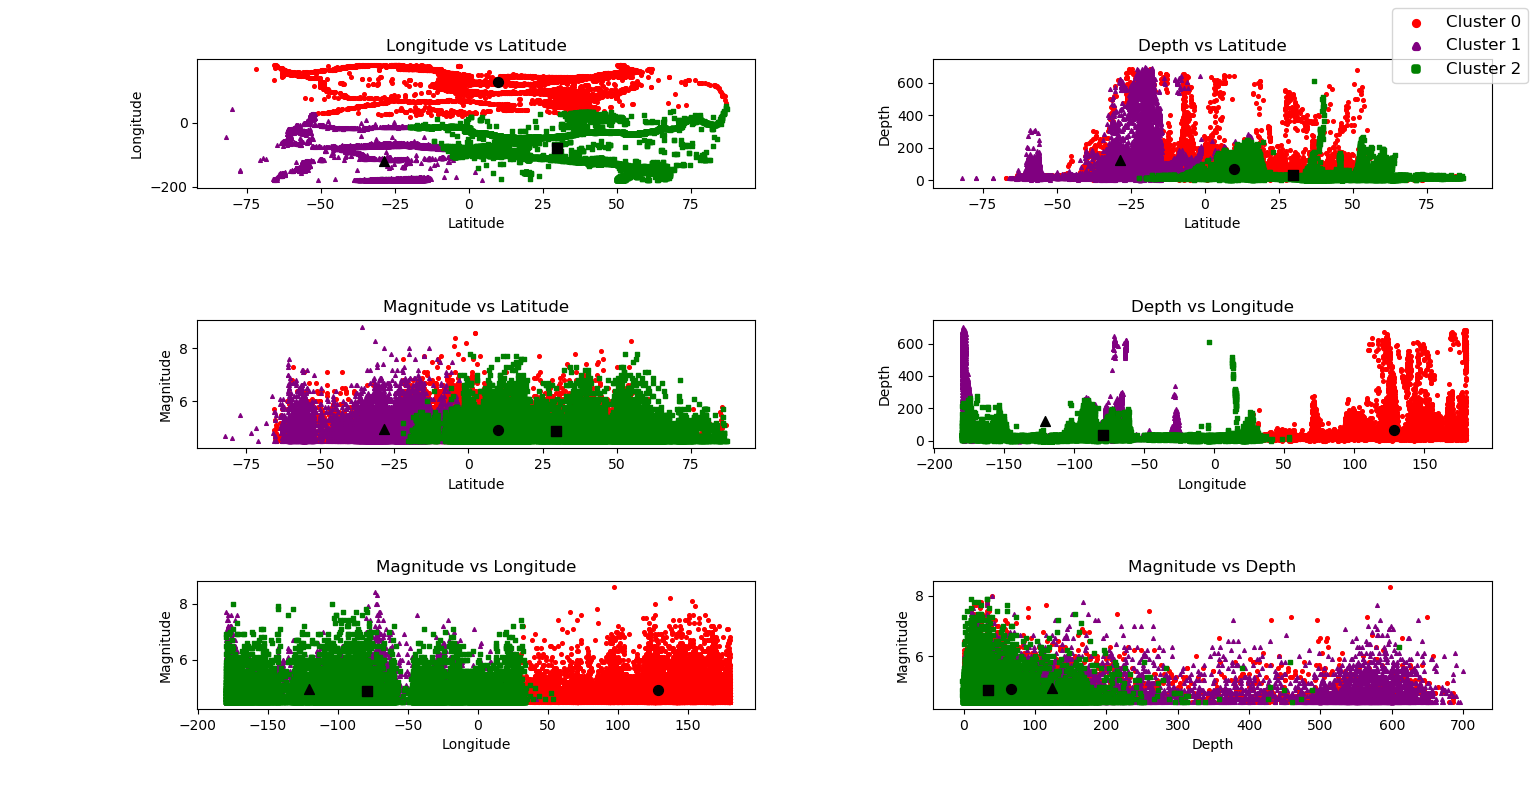 Cluster 0
Cluster 1
Cluster 2
Longitude vs Latitude
Longitude
0
−200
−75
−50
−25
0
25
50
75
Latitude
Depth vs Latitude
Depth
600
400
200
0
−75
−50
−25
0
25
50
75
Latitude
Magnitude vs Latitude
Magnitude
8
6
−75
−50
−25
0
25
50
75
Latitude
Depth vs Longitude
Depth
600
400
200
0
−200
−150
−100
−50
0
50
100
150
Longitude
Magnitude vs Longitude
Magnitude
8
6
−200
−150
−100
−50
0
50
100
150
Longitude
Magnitude vs Depth
Magnitude
8
6
0
100
200
300
400
500
600
700
Depth